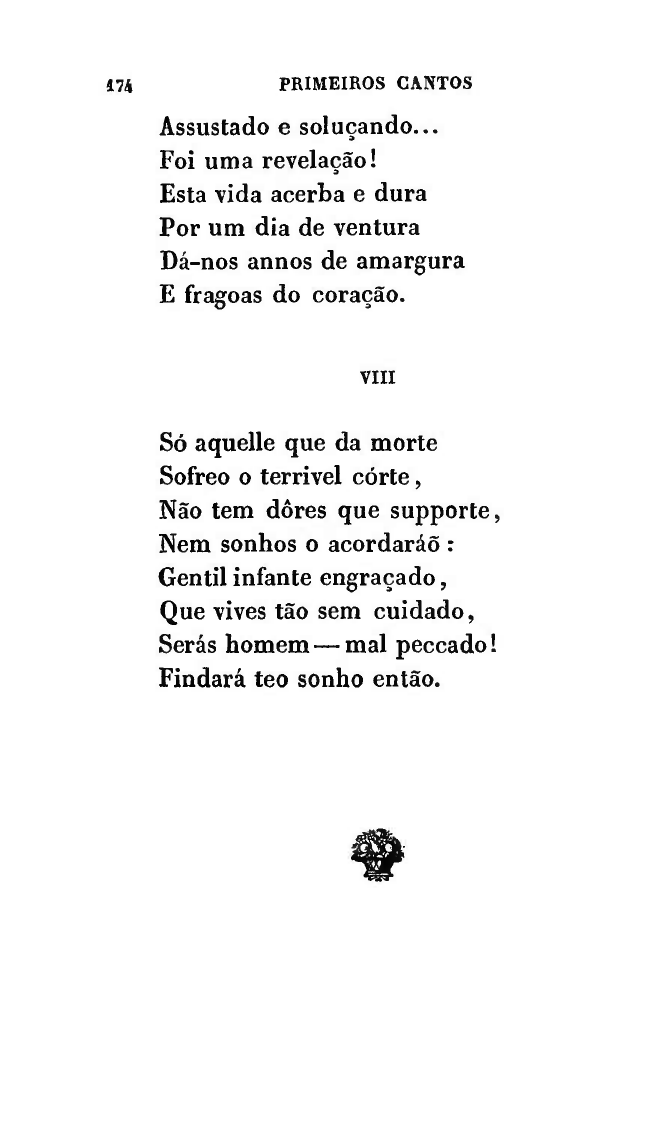 174 PRIMEIROS CANTOS
Assustado e soluçando...
Foi uma revelação!
Esta vida acerba e dura
Por um dia de ventura
Dá-nos annos de amargura
E fragoas do coração.
VIII
Só aquelle que da morte
Sofreo o terrivel córte,
Não tem dôres que supporte,
Nem sonhos o acordaráõ:
Gentil infante engraçado,
Que vives tão sem cuidado,
Serás homem — mal peccado!
Findará teo sonho então.